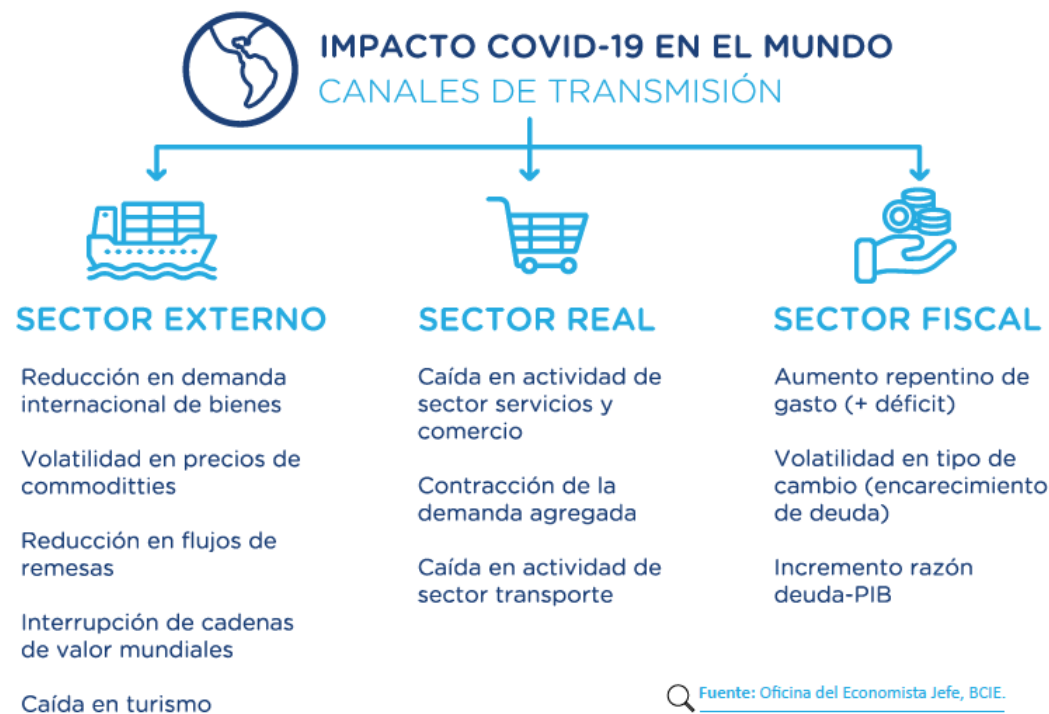 IMPACTO COVID-19 EN EL MUNDO
CANALES DE TRANSMISIÓN
SECTOR EXTERNO
Reducción en demanda
internacional de bienes
Volatilidad en precios de
commoditties
Reducción en flujos de
remesas
Interrupción de cadenas
de valor mundiales
Caída en turismo
SECTOR REAL
Caída en actividad de
sector servicios y
comercio
Contracción de la
demanda agregada
Caída en actividad de
sector transporte
SECTOR FISCAL
Aumento repentino de
gasto (+ déficit)
Volatilidad en tipo de
cambio (encarecimiento
de deuda)
Incremento razón
deuda-PIB
Fuente: Oficina del Economista Jefe, BCIE.